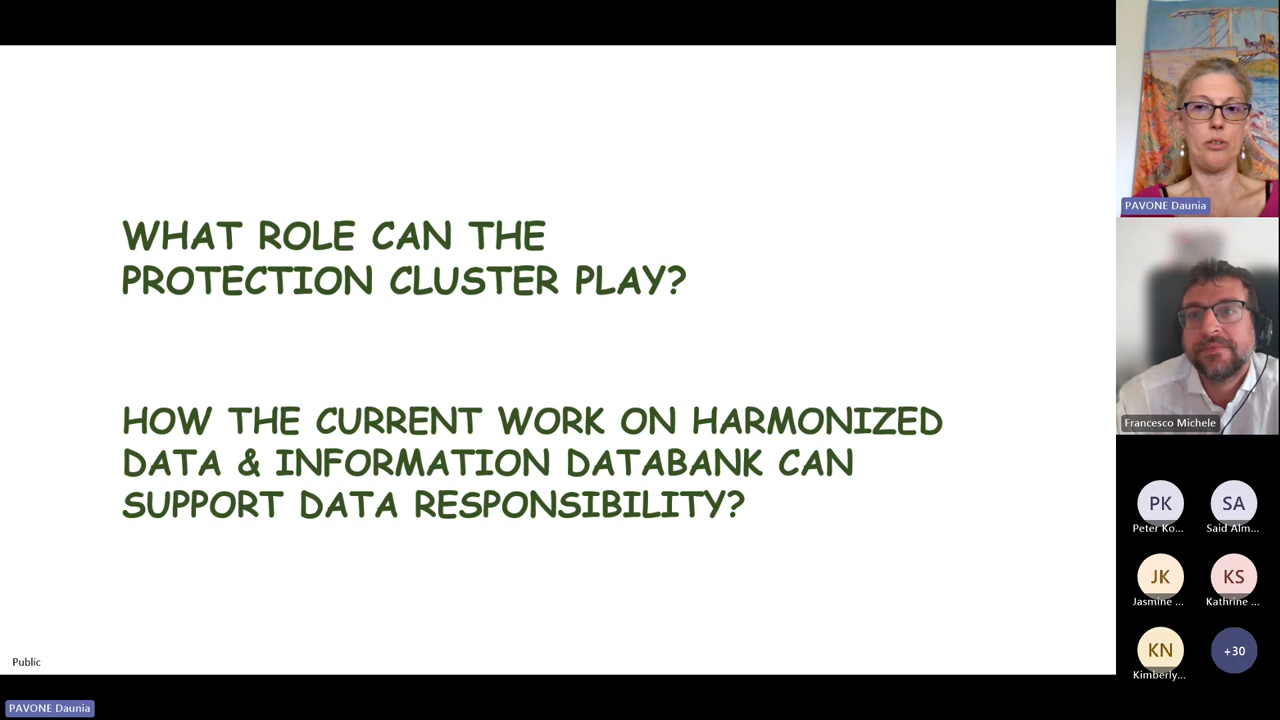 WHAT ROLE CAN THE
PROTECTION CLUSTER PLAY?
HOW THE CURRENT WORK ON HARMONIZED
DATA & INFORMATION DATABANK CAN
SUPPORT DATA RESPONSIBILITY?
Public
PAVONE Daunia
PAVONE Daunia
Francesco Michele
PK
SA
Peter Ko...
Said Alm...
JK
KS
Jasmine ...
Kathrine ...
KN
+30
Kimberly...